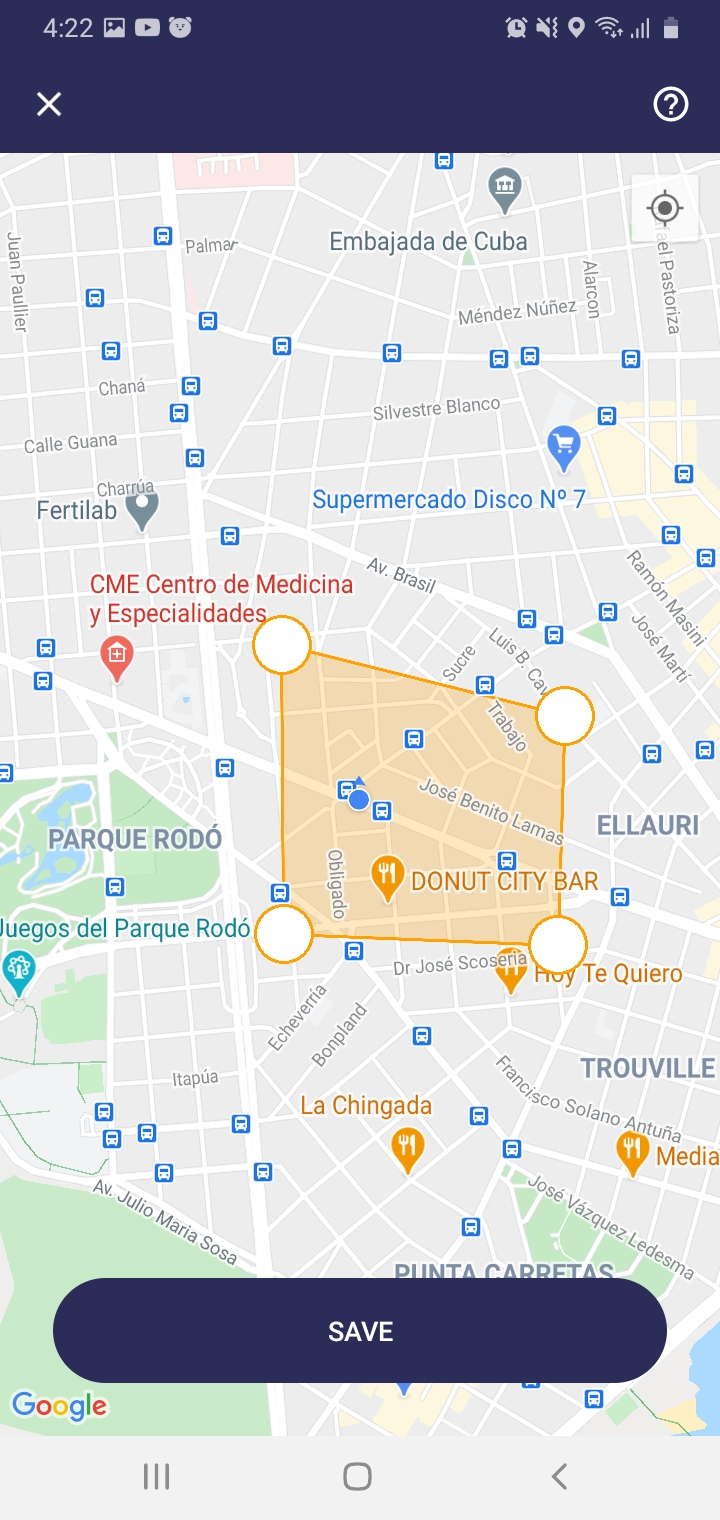 4:22
Embajada de Cuba
Palmar
Juan Paullier
Alarcon
Méndez Núñez
Chaná
Silvestre Blanco
Calle Guana
Charrúa
Fertilab
Supermercado Disco Nº 7
Av. Brasil
CME Centro de Medicina
y Especialidades
Ramón Masini
José Martí
Sucre
Luis B. Cav
Trabajo
José Benito Lamas
ELLAURI
PARQUE RODÓ
Obligado
DONUT CITY BAR
Juegos del Parque Rodó
Dr José Scoseria
Hoy Te Quiero
Echeverría
Bonpland
TROUVILLE
Itapúa
Francisco Solano Antuña
La Chingada
Media
Av. Julio Maria Sosa
José Vázquez Ledesma
PUNTA CARRETAS
SAVE
Google